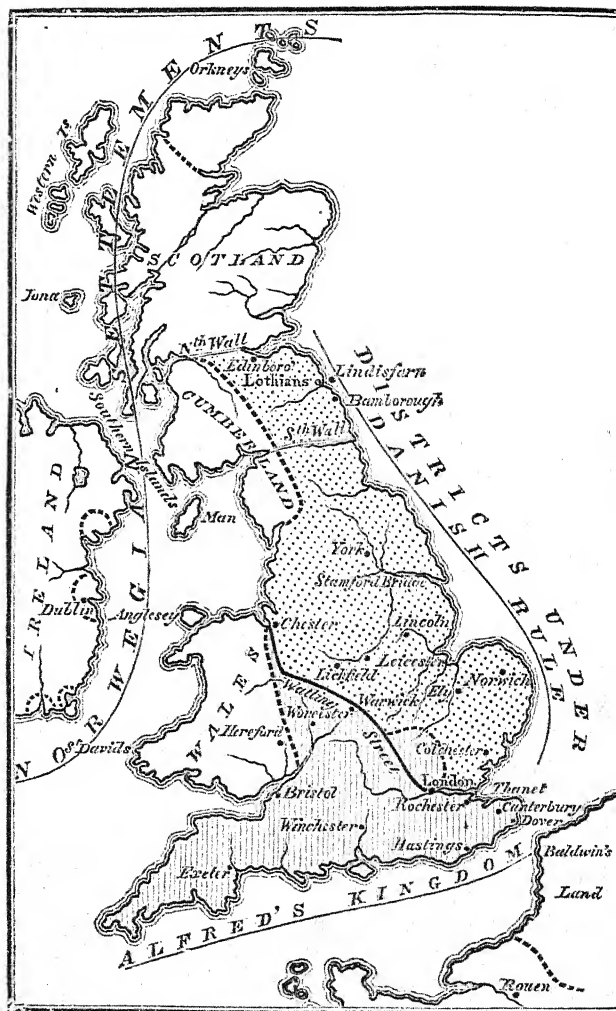 Orkneys
NORWEGIAN SETTLEMENTS
Western Is
SCOTLAND
Iona
Nth Wall
Edinboro'
Lindisfern
Lothians
Bamborough
DISTRICTS UNDER
DANISH RULE
Southern Islands
CUMBERLAND
Sth Wall
IRELAND
Man
York
Stamford Bridge
Dublin
Anglesey
Chester
Lincoln
Lichfield
Leicester
Norwich
WALES
Watling Street
Warwick
Ely
Worcester
Hereford
St Davids
Colchester
London
Bristol
Rochester
Thanet
Canterbury
Dover
Winchester
Hastings
Baldwin's
Land
Exeter
ALFRED'S KINGDOM
Rouen